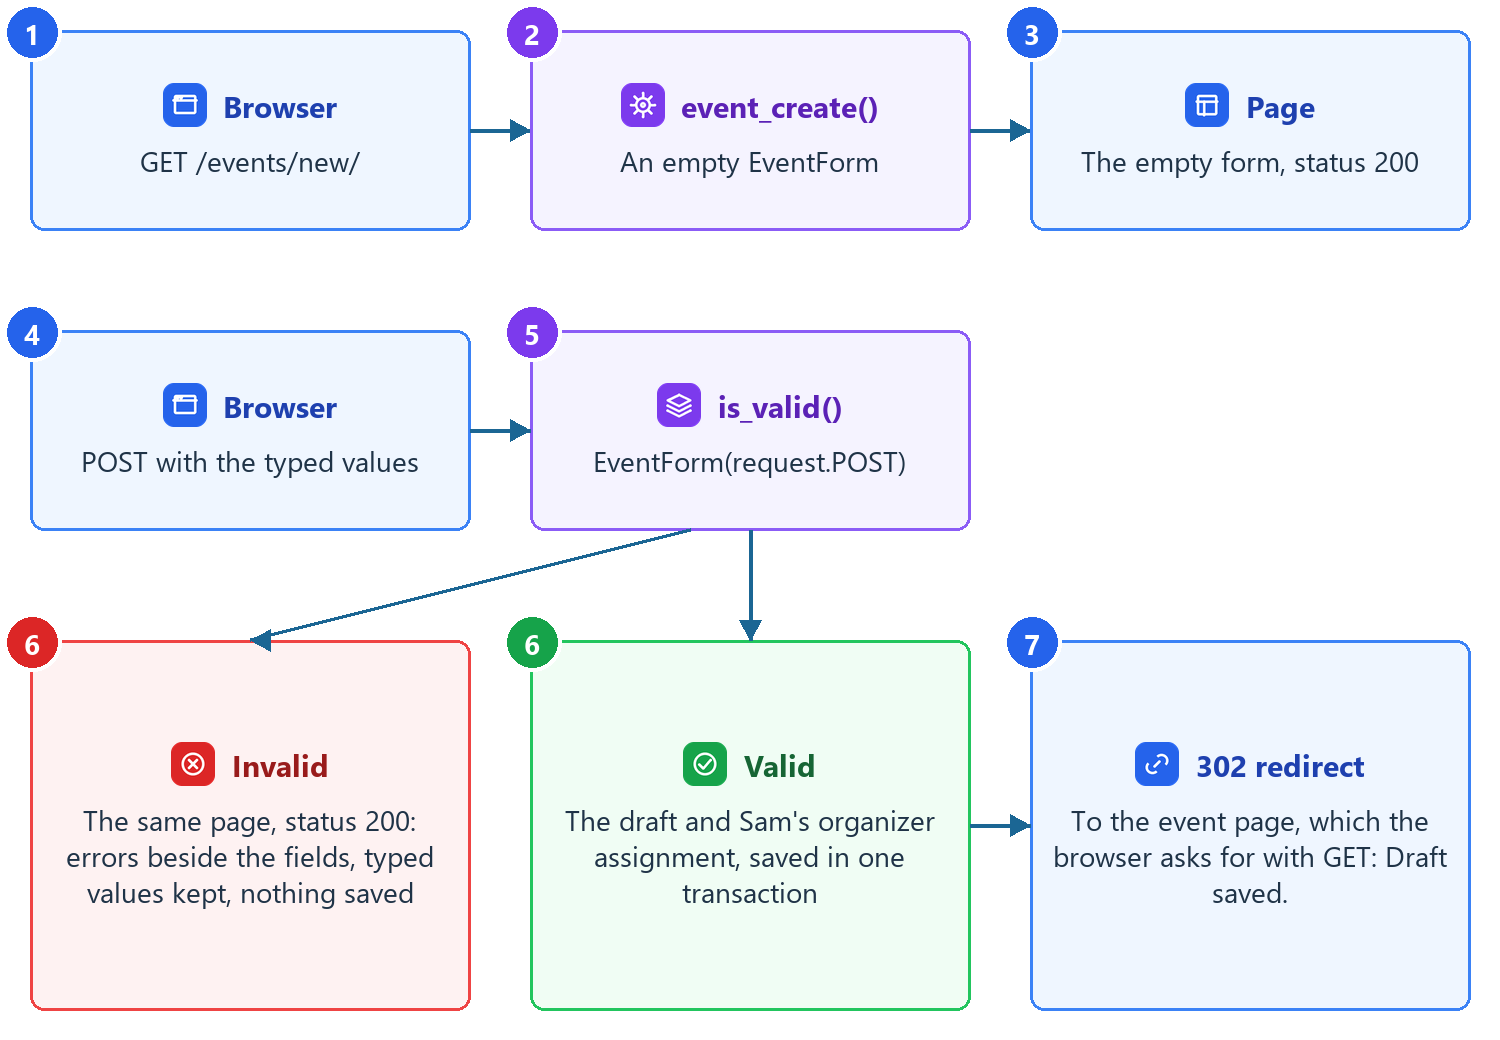 1
Browser
GET /events/new/
2
event_create()
An empty EventForm
3
Page
The empty form, status 200
4
Browser
POST with the typed values
5
is_valid()
EventForm(request.POST)
6
Invalid
The same page, status 200:
errors beside the fields, typed
values kept, nothing saved
6
Valid
The draft and Sam's organizer
assignment, saved in one
transaction
7
302 redirect
To the event page, which the
browser asks for with GET: Draft
saved.